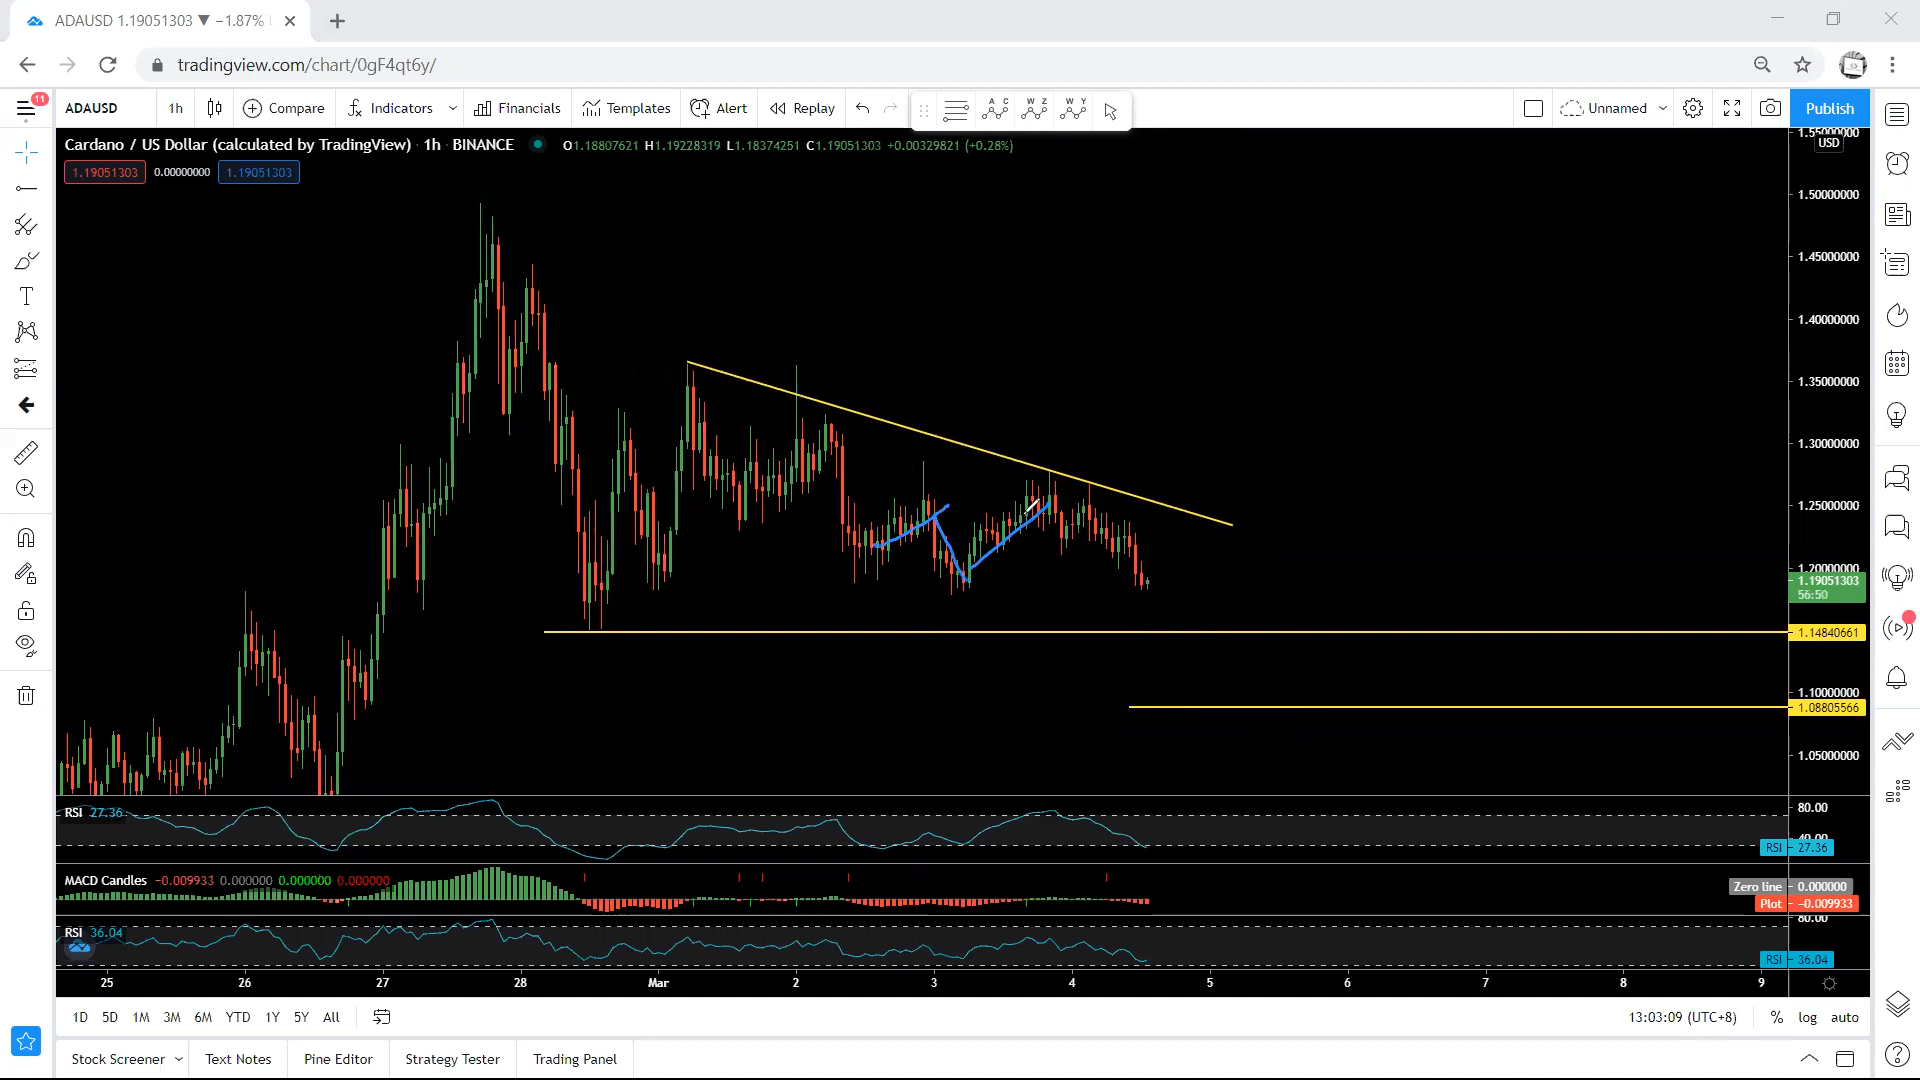 ADAUSD 1.19051303 ▼ −1.87%
tradingview.com/chart/0gF4qt6y/
11
ADAUSD 1h Compare Indicators Financials Templates Alert Replay A C W Z W Y Unnamed Publish
Cardano / US Dollar (calculated by TradingView) · 1h · BINANCE O1.18807621 H1.19228319 L1.18374251 C1.19051303 +0.00329821 (+0.28%)
1.19051303 0.00000000 1.19051303
1.55000000
USD
1.50000000
1.45000000
1.40000000
1.35000000
1.30000000
1.25000000
1.20000000
1.19051303
56:50
1.14840661
1.10000000
1.08805566
1.05000000
RSI 27.36
80.00
40.00
RSI 27.36
MACD Candles −0.009933 0.000000 0.000000 0.000000
Zero line 0.000000
Plot −0.009933
RSI 36.04
80.00
RSI 36.04
25 26 27 28 Mar 2 3 4 5 6 7 8 9
1D 5D 1M 3M 6M YTD 1Y 5Y All 13:03:09 (UTC+8) % log auto
Stock Screener Text Notes Pine Editor Strategy Tester Trading Panel